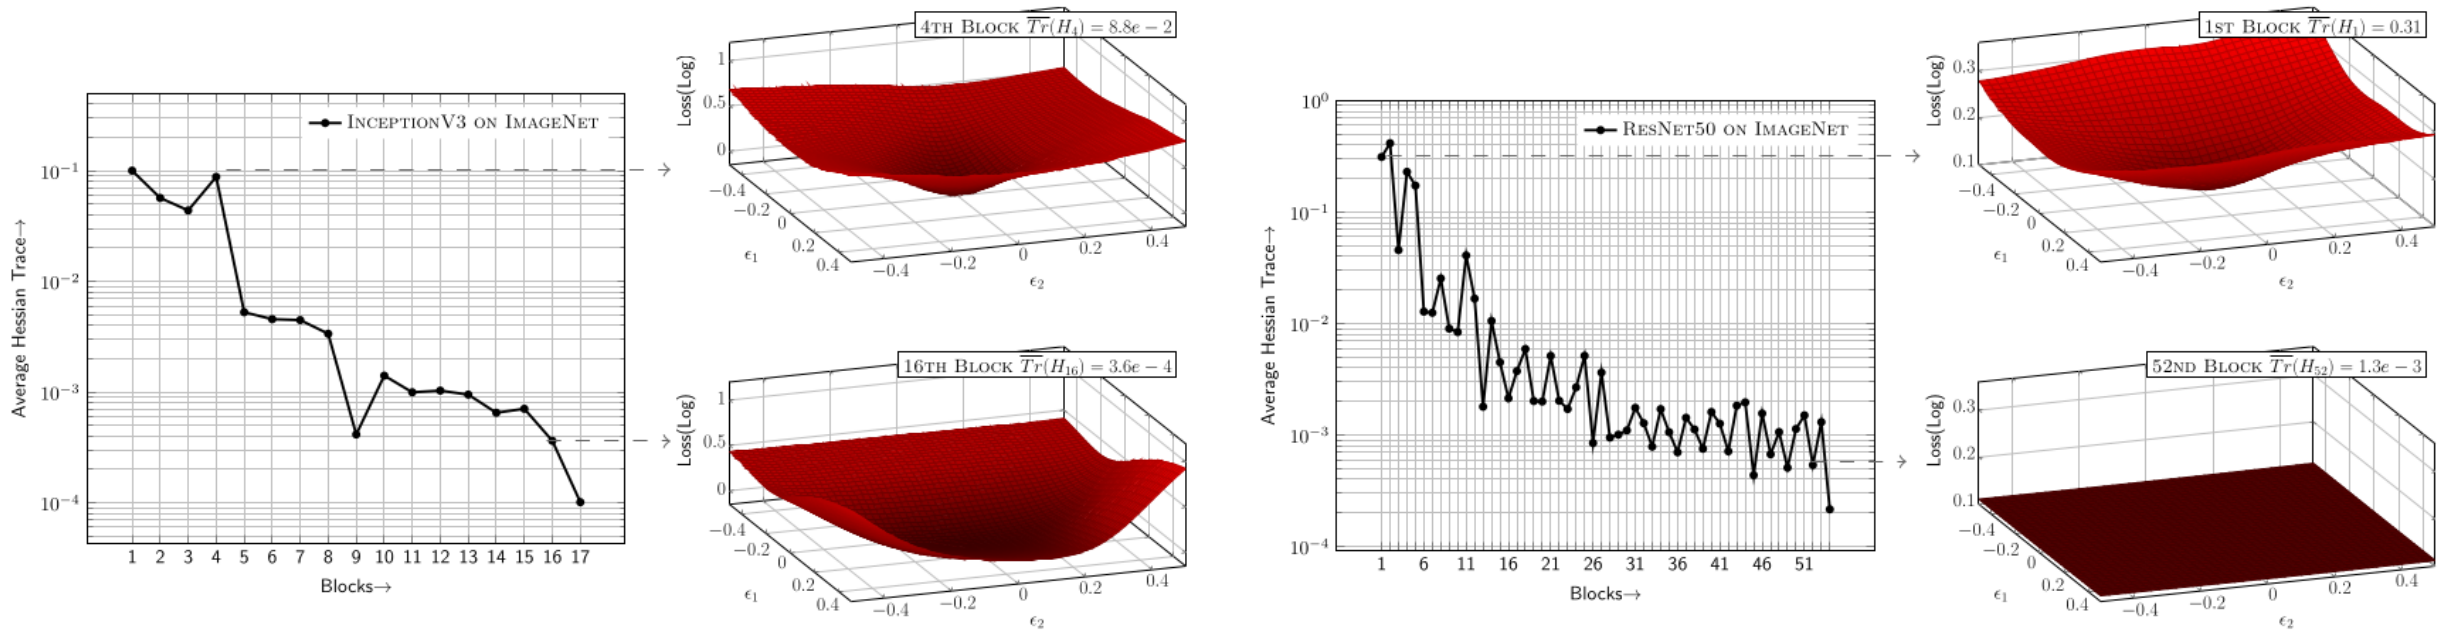 INCEPTIONV3 ON IMAGENET
10⁻¹
10⁻²
10⁻³
10⁻⁴
Average Hessian Trace→
1 2 3 4 5 6 7 8 9 10 11 12 13 14 15 16 17
Blocks→
4TH BLOCK \overline{Tr}(H₄) = 8.8e − 2
Loss(Log)
1
0.5
0
−0.4
−0.2
0
0.2
0.4
ϵ₁
−0.4 −0.2 0 0.2 0.4
ϵ₂
16TH BLOCK \overline{Tr}(H₁₆) = 3.6e − 4
Loss(Log)
1
0.5
0
−0.4
−0.2
0
0.2
0.4
ϵ₁
−0.4 −0.2 0 0.2 0.4
ϵ₂
RESNET50 ON IMAGENET
10⁰
10⁻¹
10⁻²
10⁻³
10⁻⁴
Average Hessian Trace→
1 6 11 16 21 26 31 36 41 46 51
Blocks→
1ST BLOCK \overline{Tr}(H₁) = 0.31
Loss(Log)
0.3
0.2
0.1
−0.4
−0.2
0
0.2
0.4
ϵ₁
−0.4 −0.2 0 0.2 0.4
ϵ₂
52ND BLOCK \overline{Tr}(H₅₂) = 1.3e − 3
Loss(Log)
0.3
0.2
0.1
−0.4
−0.2
0
0.2
0.4
ϵ₁
−0.4 −0.2 0 0.2 0.4
ϵ₂